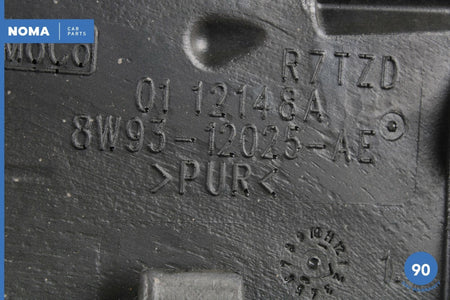 NOMA CAR PARTS
MOCO
R7TZD
01 12148A
8W93-12025-AE
>PUR<
90